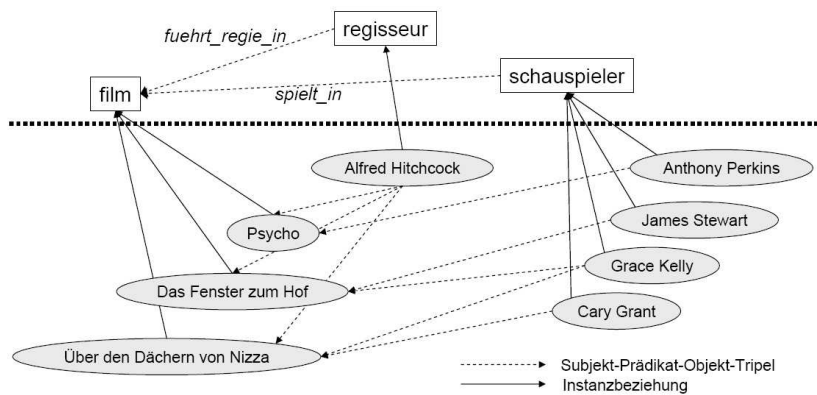 regisseur
fuehrt_regie_in
schauspieler
film
spielt_in
Alfred Hitchcock
Anthony Perkins
Psycho
James Stewart
Grace Kelly
Das Fenster zum Hof
Cary Grant
Über den Dächern von Nizza
Subjekt-Prädikat-Objekt-Tripel
Instanzbeziehung